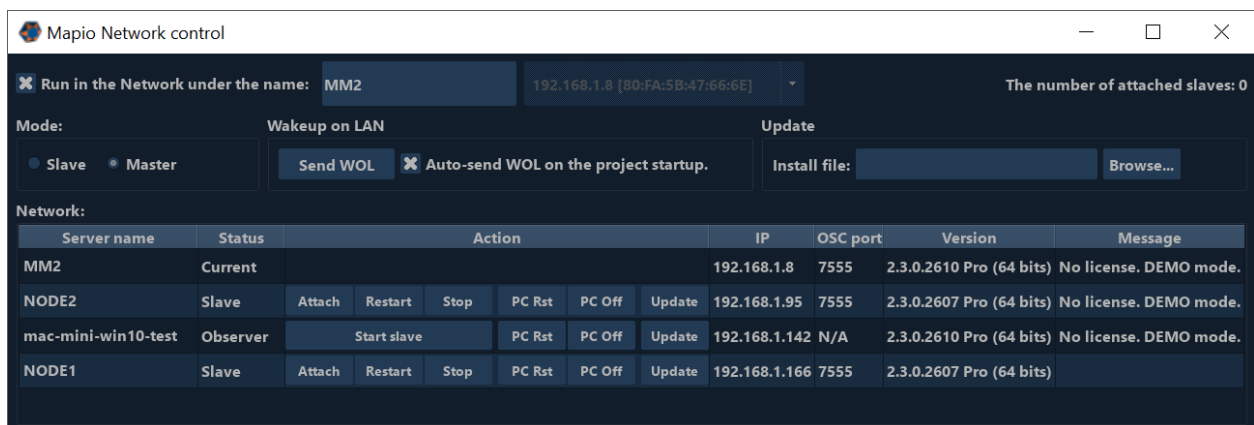 Mapio Network control
Run in the Network under the name: MM2 192.168.1.8 [80:FA:5B:47:66:6E] The number of attached slaves: 0
Mode: Wakeup on LAN Update
Slave Master Send WOL Auto-send WOL on the project startup. Install file: Browse...
Network:
Server name Status Action IP OSC port Version Message
MM2 Current 192.168.1.8 7555 2.3.0.2610 Pro (64 bits) No license. DEMO mode.
NODE2 Slave Attach Restart Stop PC Rst PC Off Update 192.168.1.95 7555 2.3.0.2607 Pro (64 bits) No license. DEMO mode.
mac-mini-win10-test Observer Start slave PC Rst PC Off Update 192.168.1.142 N/A 2.3.0.2610 Pro (64 bits) No license. DEMO mode.
NODE1 Slave Attach Restart Stop PC Rst PC Off Update 192.168.1.166 7555 2.3.0.2607 Pro (64 bits)